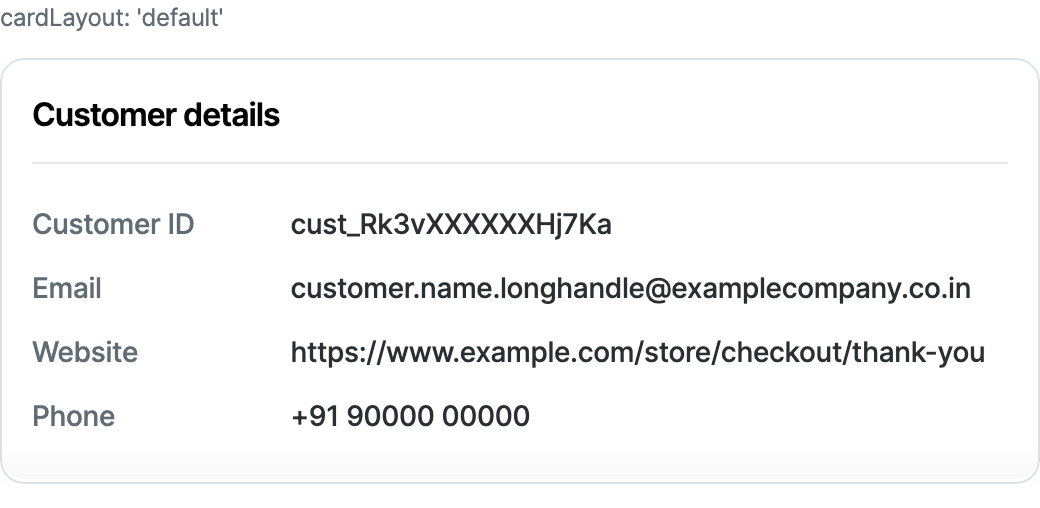 cardLayout: 'default'
Customer details
Customer ID cust_Rk3vXXXXXXHj7Ka
Email customer.name.longhandle@examplecompany.co.in
Website https://www.example.com/store/checkout/thank-you
Phone +91 90000 00000